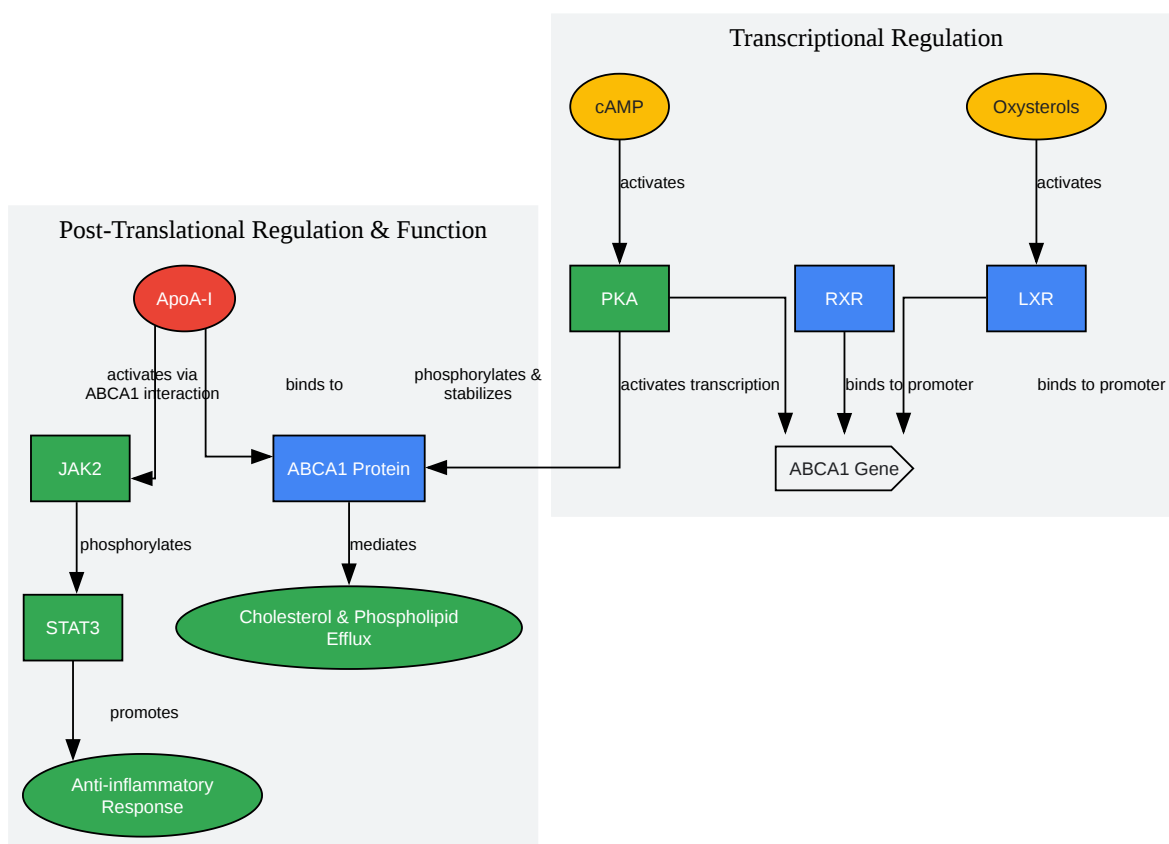 Transcriptional Regulation
cAMP
Oxysterols
activates
activates
Post-Translational Regulation & Function
ApoA-I
PKA
RXR
LXR
activates via
ABCA1 interaction
binds to
phosphorylates &
stabilizes
activates transcription
binds to promoter
binds to promoter
JAK2
ABCA1 Protein
ABCA1 Gene
phosphorylates
mediates
STAT3
Cholesterol & Phospholipid
Efflux
promotes
Anti-inflammatory
Response